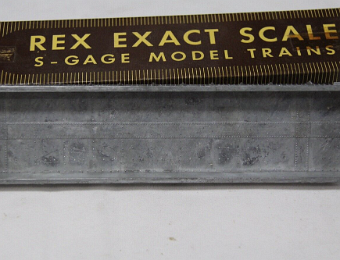 REX EXACT SCALE
S-GAGE MODEL TRAINS